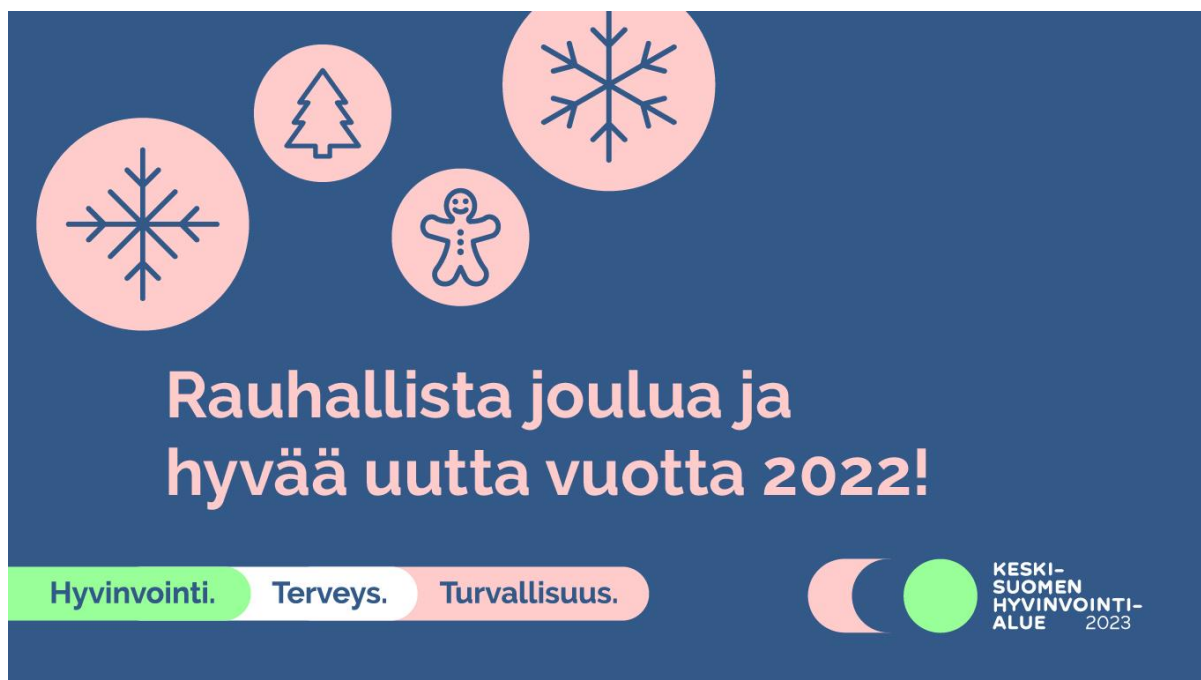 Rauhallista joulua ja
hyvää uutta vuotta 2022!
Hyvinvointi. Terveys. Turvallisuus.
KESKI-
SUOMEN
HYVINVOINTI-
ALUE 2023